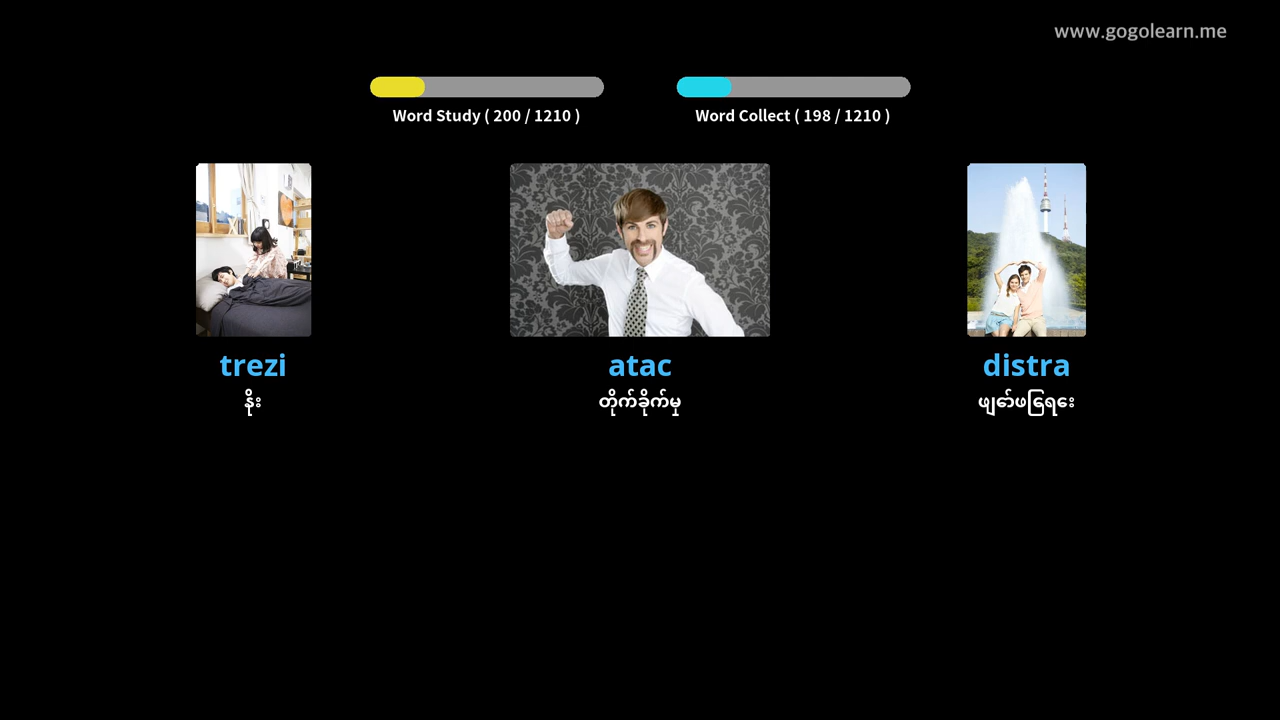 www.gogolearn.me
Word Study ( 200 / 1210 )
Word Collect ( 198 / 1210 )
trezi
atac
distra
နိုး
တိုက်ခိုက်မှ
ဖျော်ဖြေရေး